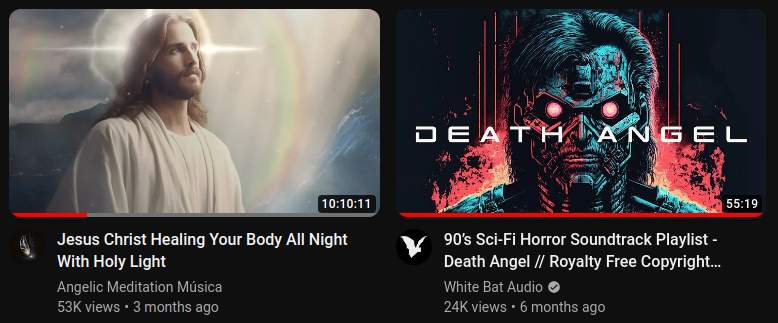 10:10:11
Jesus Christ Healing Your Body All Night
With Holy Light
Angelic Meditation Música
53K views • 3 months ago
DEATH ANGEL
55:19
90's Sci-Fi Horror Soundtrack Playlist -
Death Angel // Royalty Free Copyright...
White Bat Audio
24K views • 6 months ago